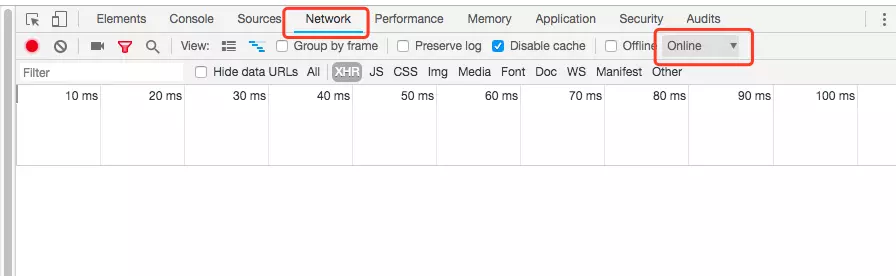 Elements Console Sources Network Performance Memory Application Security Audits
View: Group by frame Preserve log Disable cache Offline Online
Filter Hide data URLs All XHR JS CSS Img Media Font Doc WS Manifest Other
10 ms 20 ms 30 ms 40 ms 50 ms 60 ms 70 ms 80 ms 90 ms 100 ms